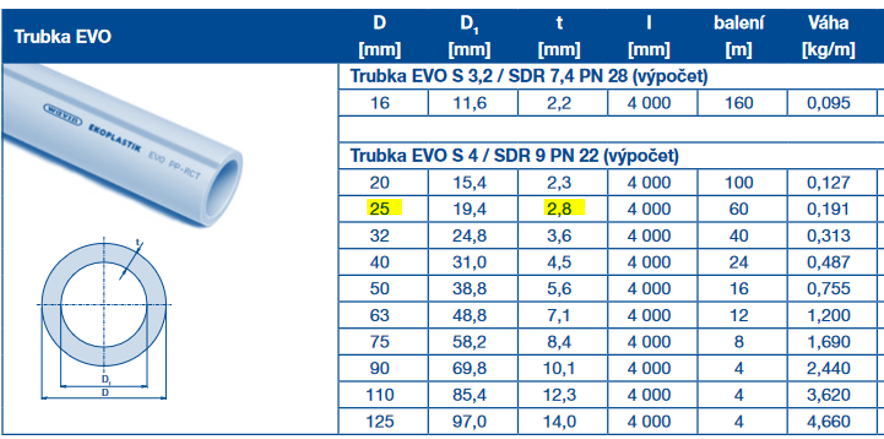 Trubka EVO D D1 t l balení Váha
[mm] [mm] [mm] [mm] [m] [kg/m]
Trubka EVO S 3,2 / SDR 7,4 PN 28 (výpočet)
16 11,6 2,2 4 000 160 0,095
wavin EKOPLASTIK EVO PP-RCT
Trubka EVO S 4 / SDR 9 PN 22 (výpočet)
20 15,4 2,3 4 000 100 0,127
25 19,4 2,8 4 000 60 0,191
32 24,8 3,6 4 000 40 0,313
40 31,0 4,5 4 000 24 0,487
50 38,8 5,6 4 000 16 0,755
63 48,8 7,1 4 000 12 1,200
75 58,2 8,4 4 000 8 1,690
90 69,8 10,1 4 000 4 2,440
110 85,4 12,3 4 000 4 3,620
125 97,0 14,0 4 000 4 4,660
t
D1
D